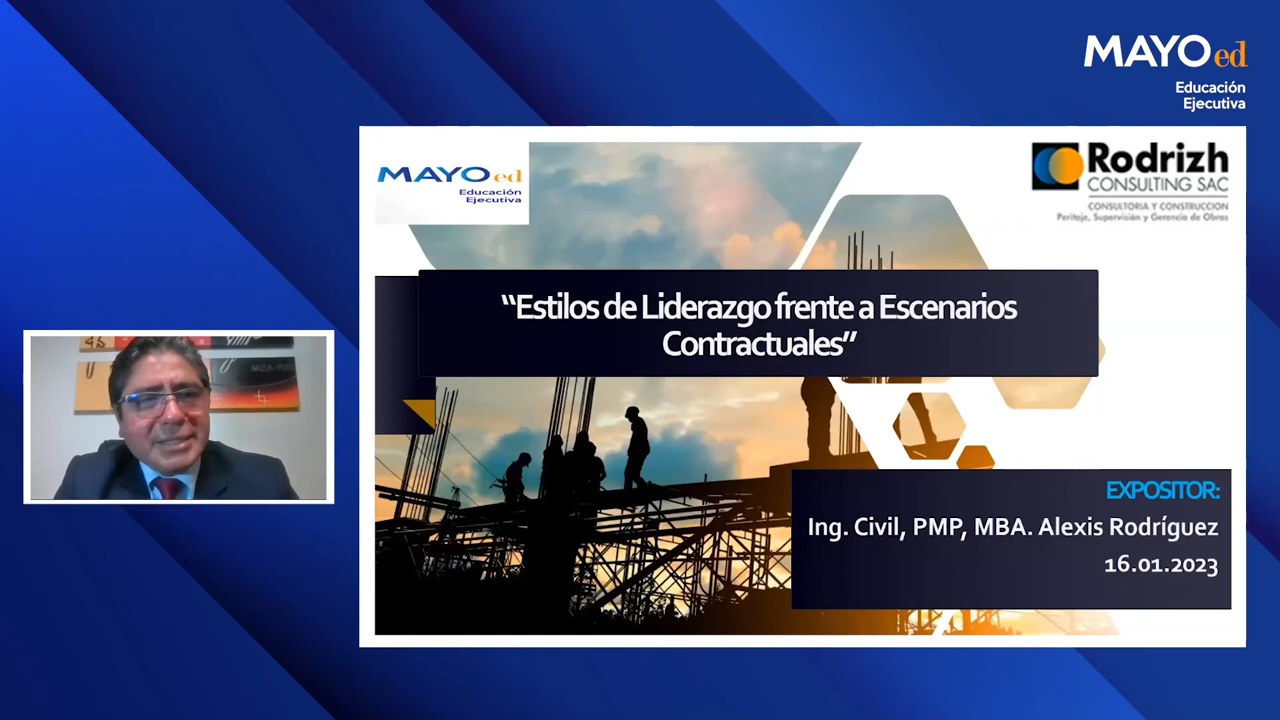 MAYO ed
Educación
Ejecutiva
MAYO ed
Educación
Ejecutiva
Rodrizh
CONSULTING SAC
CONSULTORIA Y CONSTRUCCION
Peritaje, Supervisión y Gerencia de Obras
“Estilos de Liderazgo frente a Escenarios
Contractuales”
EXPOSITOR:
Ing. Civil, PMP, MBA. Alexis Rodríguez
16.01.2023